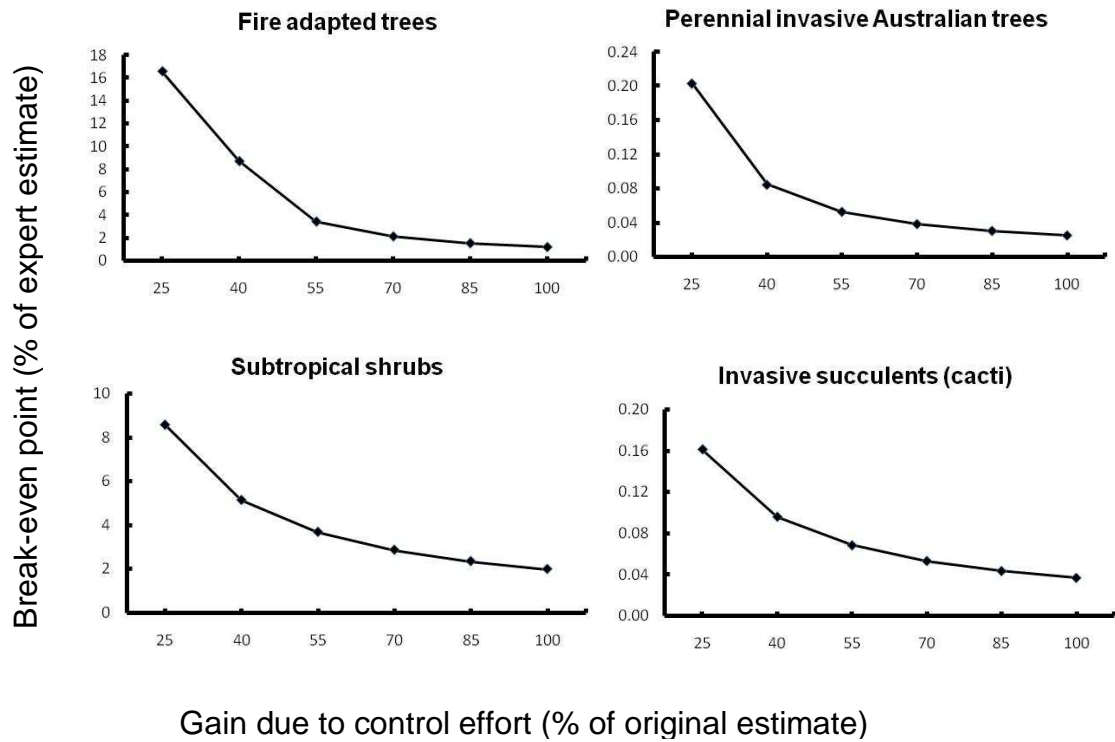 Break-even point (% of expert estimate)
Fire adapted trees
18
16
14
12
10
8
6
4
2
0
25 40 55 70 85 100
Perennial invasive Australian trees
0.24
0.20
0.16
0.12
0.08
0.04
0.00
25 40 55 70 85 100
Subtropical shrubs
10
8
6
4
2
0
25 40 55 70 85 100
Invasive succulents (cacti)
0.20
0.16
0.12
0.08
0.04
0.00
25 40 55 70 85 100
Gain due to control effort (% of original estimate)